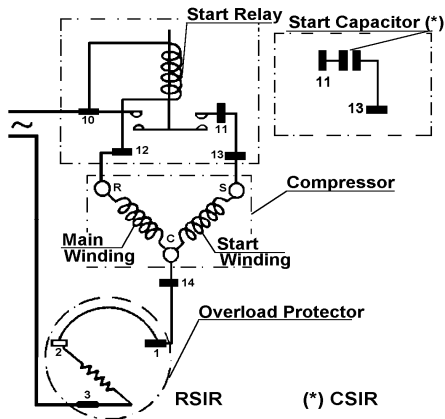 Start Relay
Start Capacitor (*)
11
13
10
11
12
13
R
S
Compressor
C
Main
Winding
Start
Winding
14
Overload Protector
2
1
3
RSIR
(*) CSIR